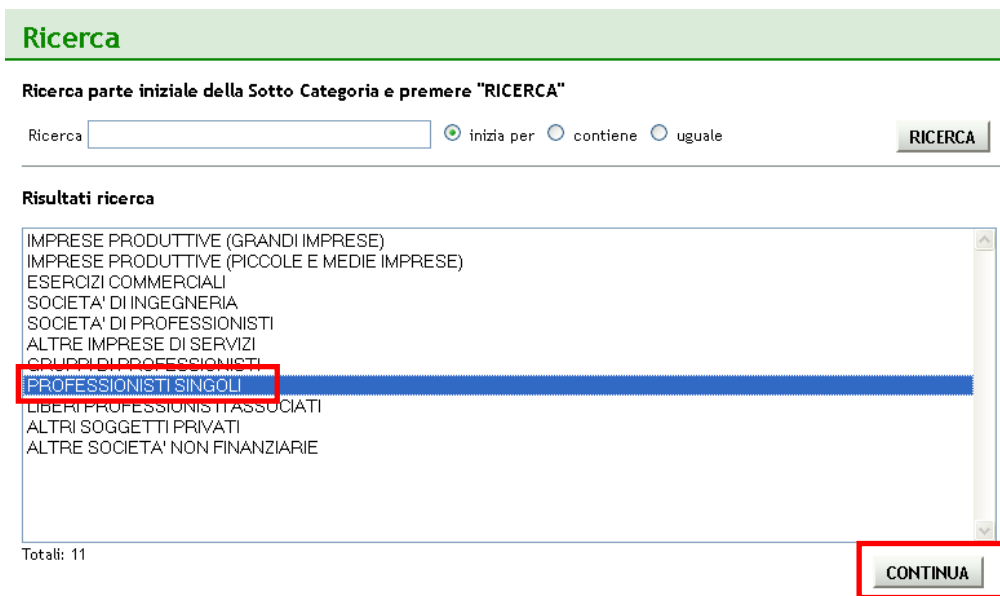 Ricerca
Ricerca parte iniziale della Sotto Categoria e premere "RICERCA"
Ricerca inizia per contiene uguale RICERCA
Risultati ricerca
IMPRESE PRODUTTIVE (GRANDI IMPRESE)
IMPRESE PRODUTTIVE (PICCOLE E MEDIE IMPRESE)
ESERCIZI COMMERCIALI
SOCIETA' DI INGEGNERIA
SOCIETA' DI PROFESSIONISTI
ALTRE IMPRESE DI SERVIZI
GRUPPI DI PROFESSIONISTI
PROFESSIONISTI SINGOLI
LIBERI PROFESSIONISTI ASSOCIATI
ALTRI SOGGETTI PRIVATI
ALTRE SOCIETA' NON FINANZIARIE
Totali: 11
CONTINUA